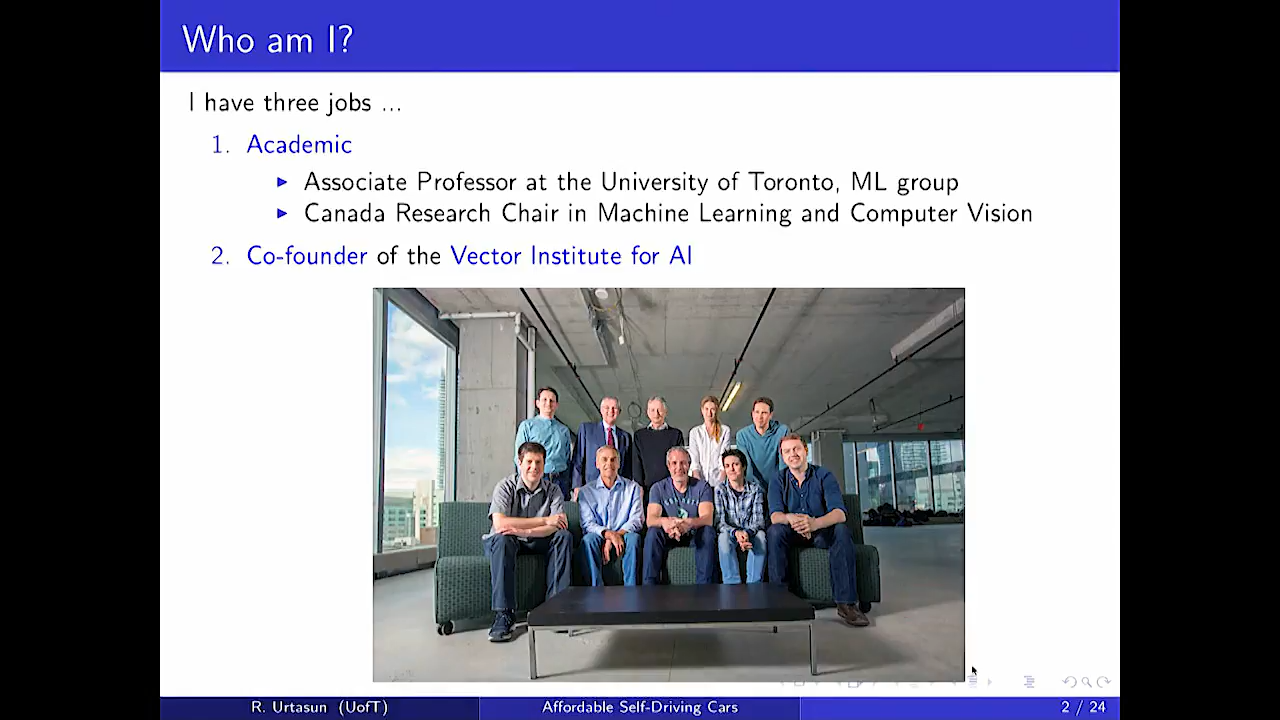 Who am I?
I have three jobs ...
1. Academic
Associate Professor at the University of Toronto, ML group
Canada Research Chair in Machine Learning and Computer Vision
2. Co-founder of the Vector Institute for AI
R. Urtasun (UofT)
Affordable Self-Driving Cars
2 / 24